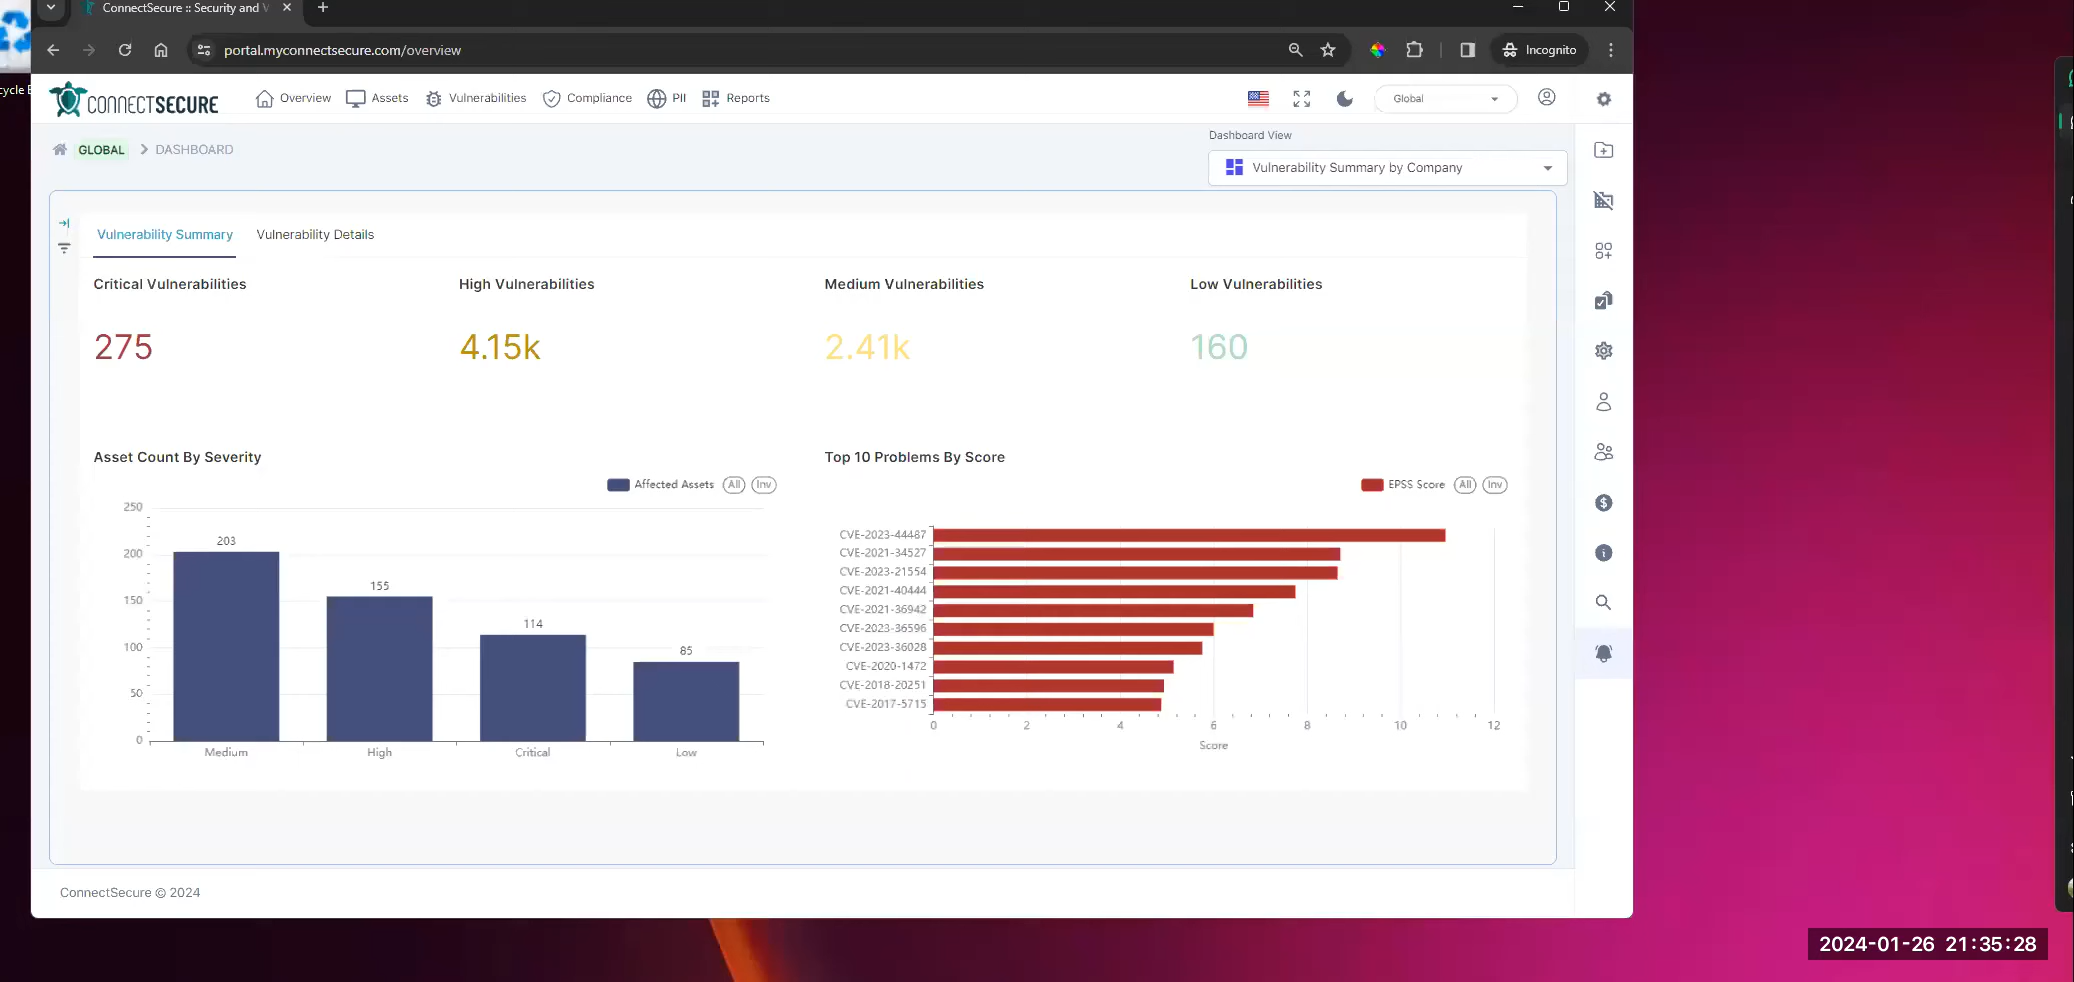 ConnectSecure :: Security and V
portal.myconnectsecure.com/overview
Incognito
cycle
CONNECTSECURE
Overview
Assets
Vulnerabilities
Compliance
PII
Reports
Global
GLOBAL
DASHBOARD
Dashboard View
Vulnerability Summary by Company
Vulnerability Summary
Vulnerability Details
Critical Vulnerabilities
High Vulnerabilities
Medium Vulnerabilities
Low Vulnerabilities
275
4.15k
2.41k
160
Asset Count By Severity
Affected Assets
All
Inv
250
200
150
100
50
0
203
155
114
85
Medium
High
Critical
Low
Top 10 Problems By Score
EPSS Score
All
Inv
CVE-2023-44487
CVE-2021-34527
CVE-2023-21554
CVE-2021-40444
CVE-2021-36942
CVE-2023-36596
CVE-2023-36028
CVE-2020-1472
CVE-2018-20251
CVE-2017-5715
0
2
4
6
8
10
12
Score
ConnectSecure © 2024
2024-01-26 21:35:28